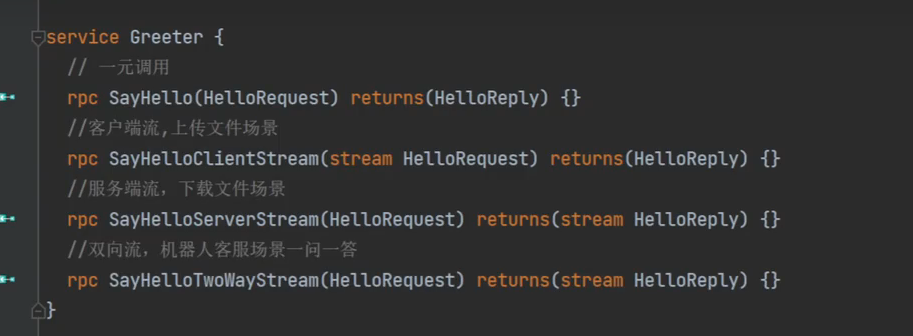 service Greeter {
// 一元调用
rpc SayHello(HelloRequest) returns(HelloReply) {}
//客户端流,上传文件场景
rpc SayHelloClientStream(stream HelloRequest) returns(HelloReply) {}
//服务端流，下载文件场景
rpc SayHelloServerStream(HelloRequest) returns(stream HelloReply) {}
//双向流，机器人客服场景一问一答
rpc SayHelloTwoWayStream(HelloRequest) returns(stream HelloReply) {}
}